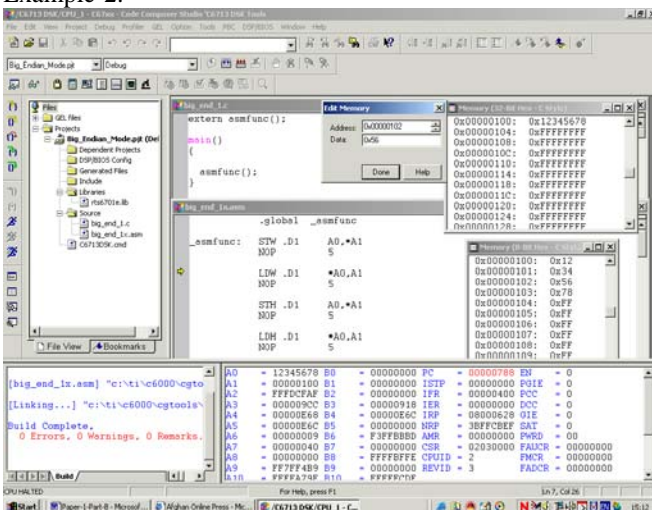 Example-2:
/C6713 DSK/CPU_1 - C67xx - Code Composer Studio 'C6713 DSK Tools
File Edit View Project Debug Profiler GEL Option Tools PBC DSP/BIOS Window Help
Big_Endian_Mode.pjt Debug
Files
GEL files
Projects
Big_Endian_Mode.pjt (De
Dependent Projects
DSP/BIOS Config
Generated Files
Include
Libraries
rts6701e.lib
Source
big_end_1.c
big_end_1x.asm
C6713DSK.cmd
File View Bookmarks
big_end_1.c
extern asmfunc();
main()
{
asmfunc();
}
Edit Memory
Address: 0x00000102
Data: 0x56
Done Help
Memory (32-Bit Hex - C Style)
0x00000100: 0x12345678
0x00000104: 0xFFFFFFFF
0x00000108: 0xFFFFFFFF
0x0000010C: 0xFFFFFFFF
0x00000110: 0xFFFFFFFF
0x00000114: 0xFFFFFFFF
0x00000118: 0xFFFFFFFF
0x0000011C: 0xFFFFFFFF
0x00000120: 0xFFFFFFFF
0x00000124: 0xFFFFFFFF
0x00000128: 0xFFFFFFFF
big_end_1x.asm
.global _asmfunc
_asmfunc: STW .D1 A0,*A1
NOP 5
LDW .D1 *A0,A1
NOP 5
STH .D1 A0,*A1
NOP 5
LDH .D1 *A0,A1
NOP 5
Memory (8-Bit Hex - C Style)
0x00000100: 0x12
0x00000101: 0x34
0x00000102: 0x56
0x00000103: 0x78
0x00000104: 0xFF
0x00000105: 0xFF
0x00000106: 0xFF
0x00000107: 0xFF
0x00000108: 0xFF
0x00000109: 0xFF
[big_end_1x.asm] "c:\ti\c6000\cgto
[Linking...] "c:\ti\c6000\cgtools\
Build Complete,
0 Errors, 0 Warnings, 0 Remarks.
Build
A0 = 12345678 B0 = 00000000 PC = 00000788 EN = 0
A1 = 00000100 B1 = 00000000 ISTP = 00000000 PGIE = 0
A2 = FFFDCFAF B2 = 00000000 IFR = 00000400 PCC = 0
A3 = 000009CC B3 = 00000918 IER = 00000000 DCC = 0
A4 = 00000E68 B4 = 00000E6C IRP = 08000628 GIE = 0
A5 = 00000E6C B5 = 00000000 NRP = 3BFFCBEF SAT = 0
A6 = 00000009 B6 = F3FFBBBD AMR = 00000000 PWRD = 00
A7 = 00000040 B7 = 00000000 CSR = 02030000 FAUCR = 00000000
A8 = 00000000 B8 = FFFFBFFE CPUID = 2 FMCR = 00000000
A9 = FF7FF4B9 B9 = 00000000 REVID = 3 FADCR = 00000000
CPU HALTED For Help, press F1 Ln 7, Col 26
Start Paper-1-Part-B - Microsof... Afghan Online Press - Mic... /C6713 DSK/CPU_1 - C... 15:12